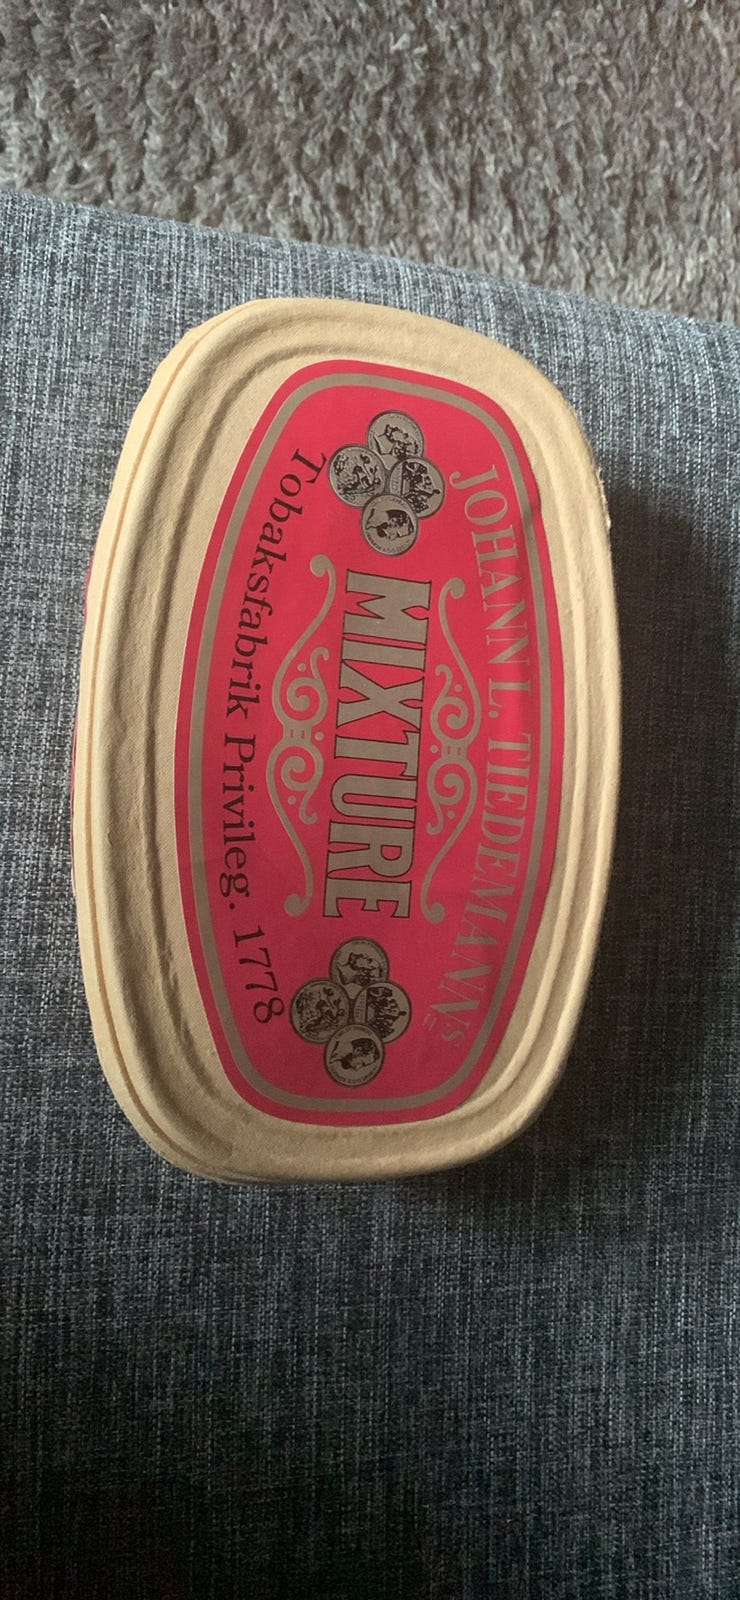 JOHANN L. TIEDEMANNS
MIXTURE
Tobaksfabrik Privileg. 1778